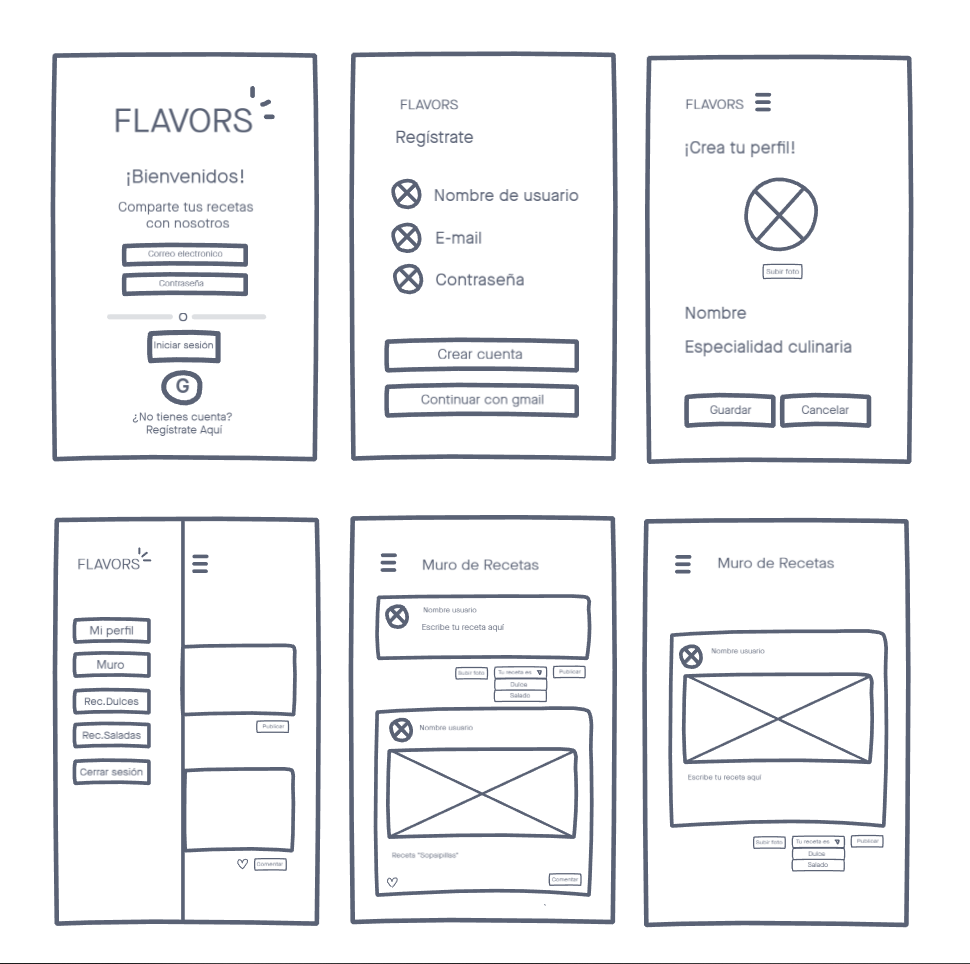 FLAVORS
¡Bienvenidos!
Comparte tus recetas
con nosotros
Correo electronico
Contraseña
O
Iniciar sesión
G
¿No tienes cuenta?
Regístrate Aquí
FLAVORS
Regístrate
Nombre de usuario
E-mail
Contraseña
Crear cuenta
Continuar con gmail
FLAVORS
¡Crea tu perfil!
Subir foto
Nombre
Especialidad culinaria
Guardar
Cancelar
FLAVORS
Mi perfil
Muro
Rec.Dulces
Rec.Saladas
Cerrar sesión
Publicar
Comentar
Muro de Recetas
Nombre usuario
Escribe tu receta aquí
Subir foto
Tu receta es
Publicar
Dulce
Salado
Nombre usuario
Receta "Sopaipillas"
Comentar
Muro de Recetas
Nombre usuario
Escribe tu receta aquí
Subir foto
Tu receta es
Publicar
Dulce
Salado